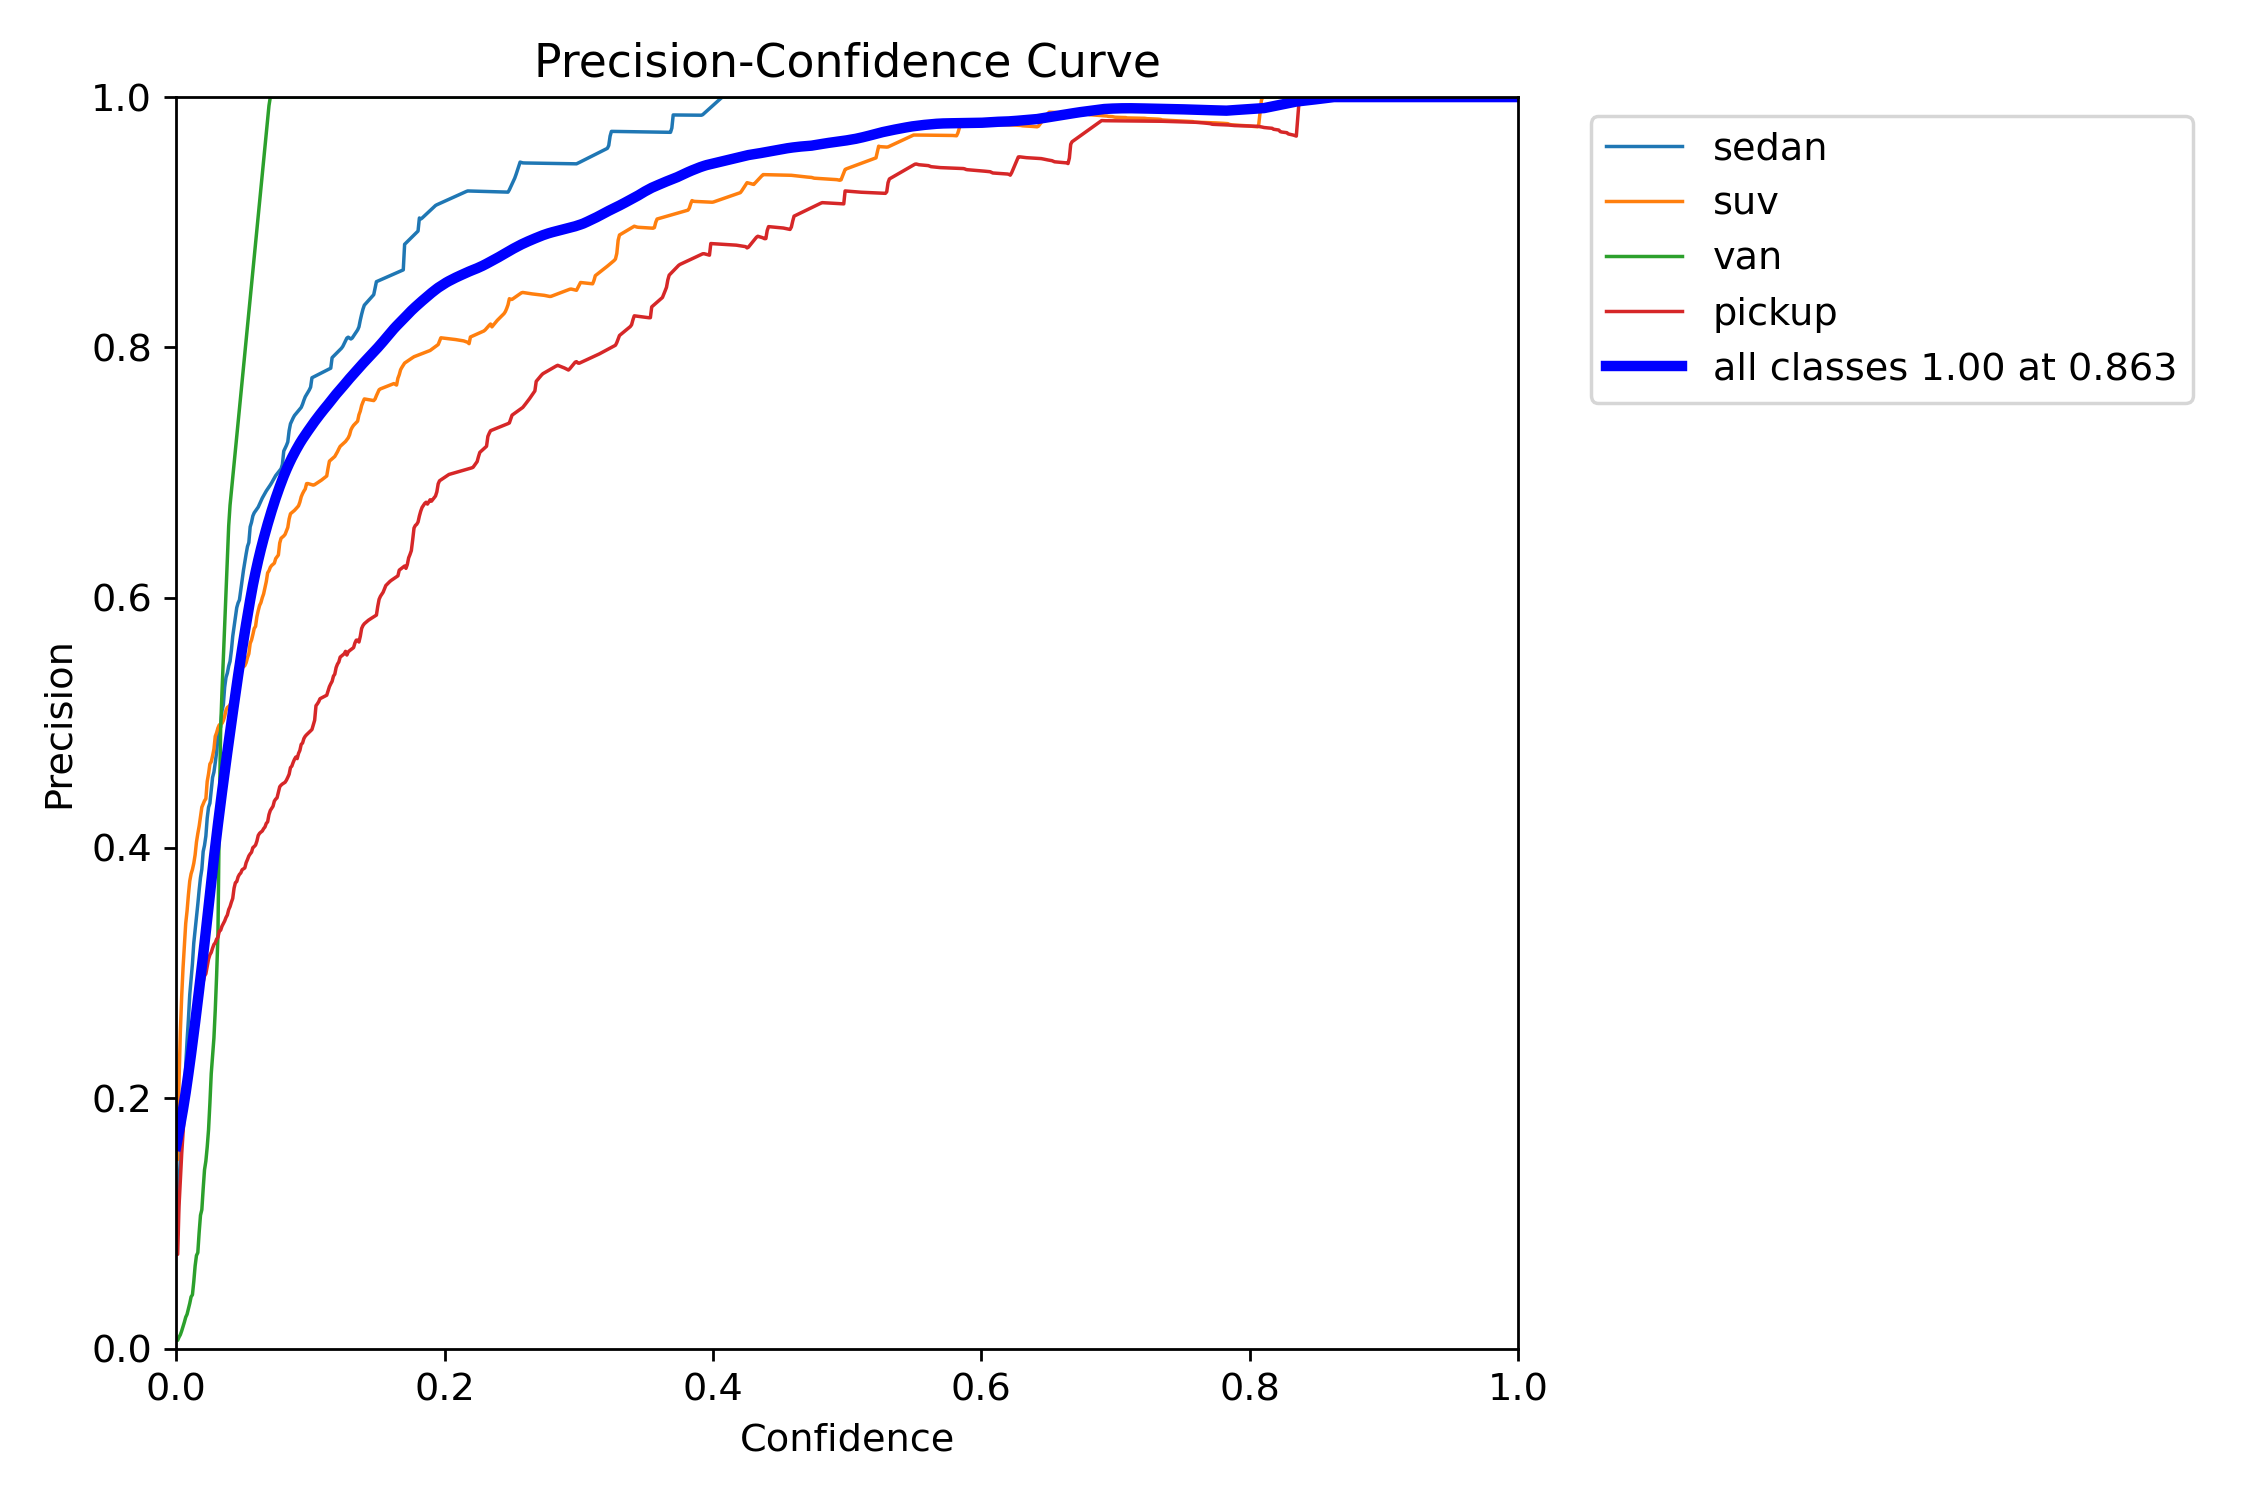 Precision-Confidence Curve
1.0
0.8
0.6
0.4
0.2
0.0
Precision
0.0 0.2 0.4 0.6 0.8 1.0
Confidence
sedan
suv
van
pickup
all classes 1.00 at 0.863